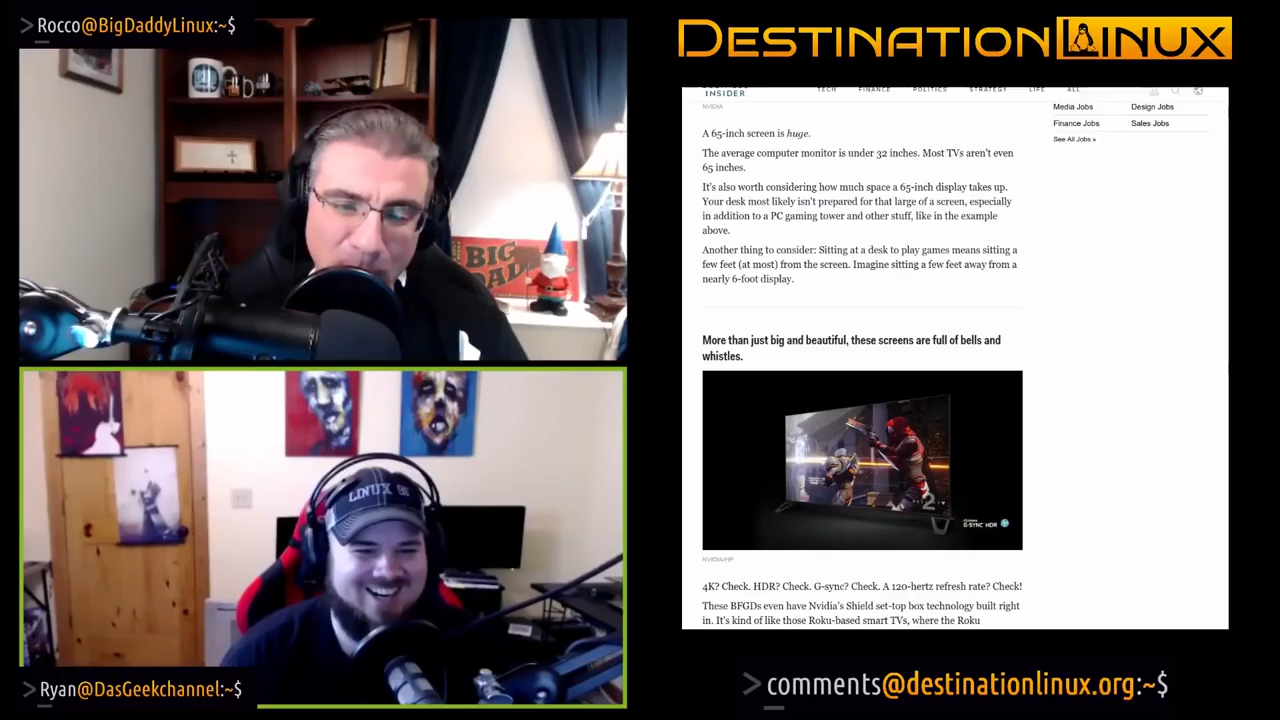 > Rocco@BigDaddyLinux:~$
BIG
DAD
LINUX
> Ryan@DasGeekchannel:~$
DESTINATION LINUX
INSIDER
TECH FINANCE POLITICS STRATEGY LIFE ALL
NVIDIA
Media Jobs Design Jobs
Finance Jobs Sales Jobs
See All Jobs »
A 65-inch screen is huge.
The average computer monitor is under 32 inches. Most TVs aren't even
65 inches.
It's also worth considering how much space a 65-inch display takes up.
Your desk most likely isn't prepared for that large of a screen, especially
in addition to a PC gaming tower and other stuff, like in the example
above.
Another thing to consider: Sitting at a desk to play games means sitting a
few feet (at most) from the screen. Imagine sitting a few feet away from a
nearly 6-foot display.
More than just big and beautiful, these screens are full of bells and
whistles.
G-SYNC HDR
NVIDIA/HP
4K? Check. HDR? Check. G-sync? Check. A 120-hertz refresh rate? Check!
These BFGDs even have Nvidia's Shield set-top box technology built right
in. It's kind of like those Roku-based smart TVs, where the Roku
> comments@destinationlinux.org:~$